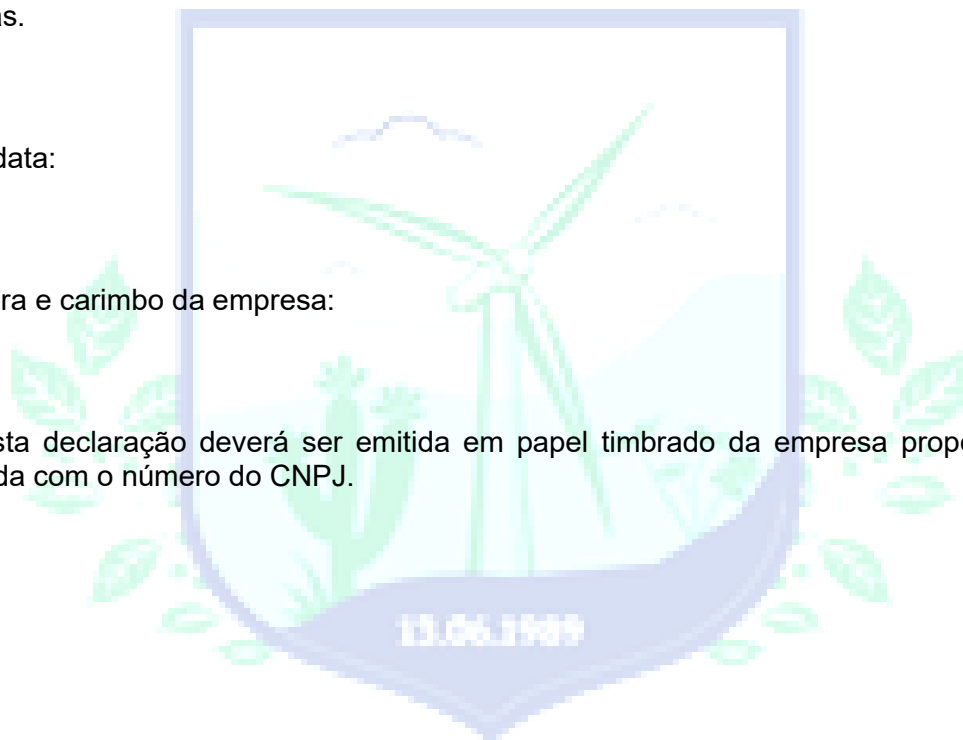 as.
data:
ra e carimbo da empresa:
sta declaração deverá ser emitida em papel timbrado da empresa prop
da com o número do CNPJ.
13.06.1989